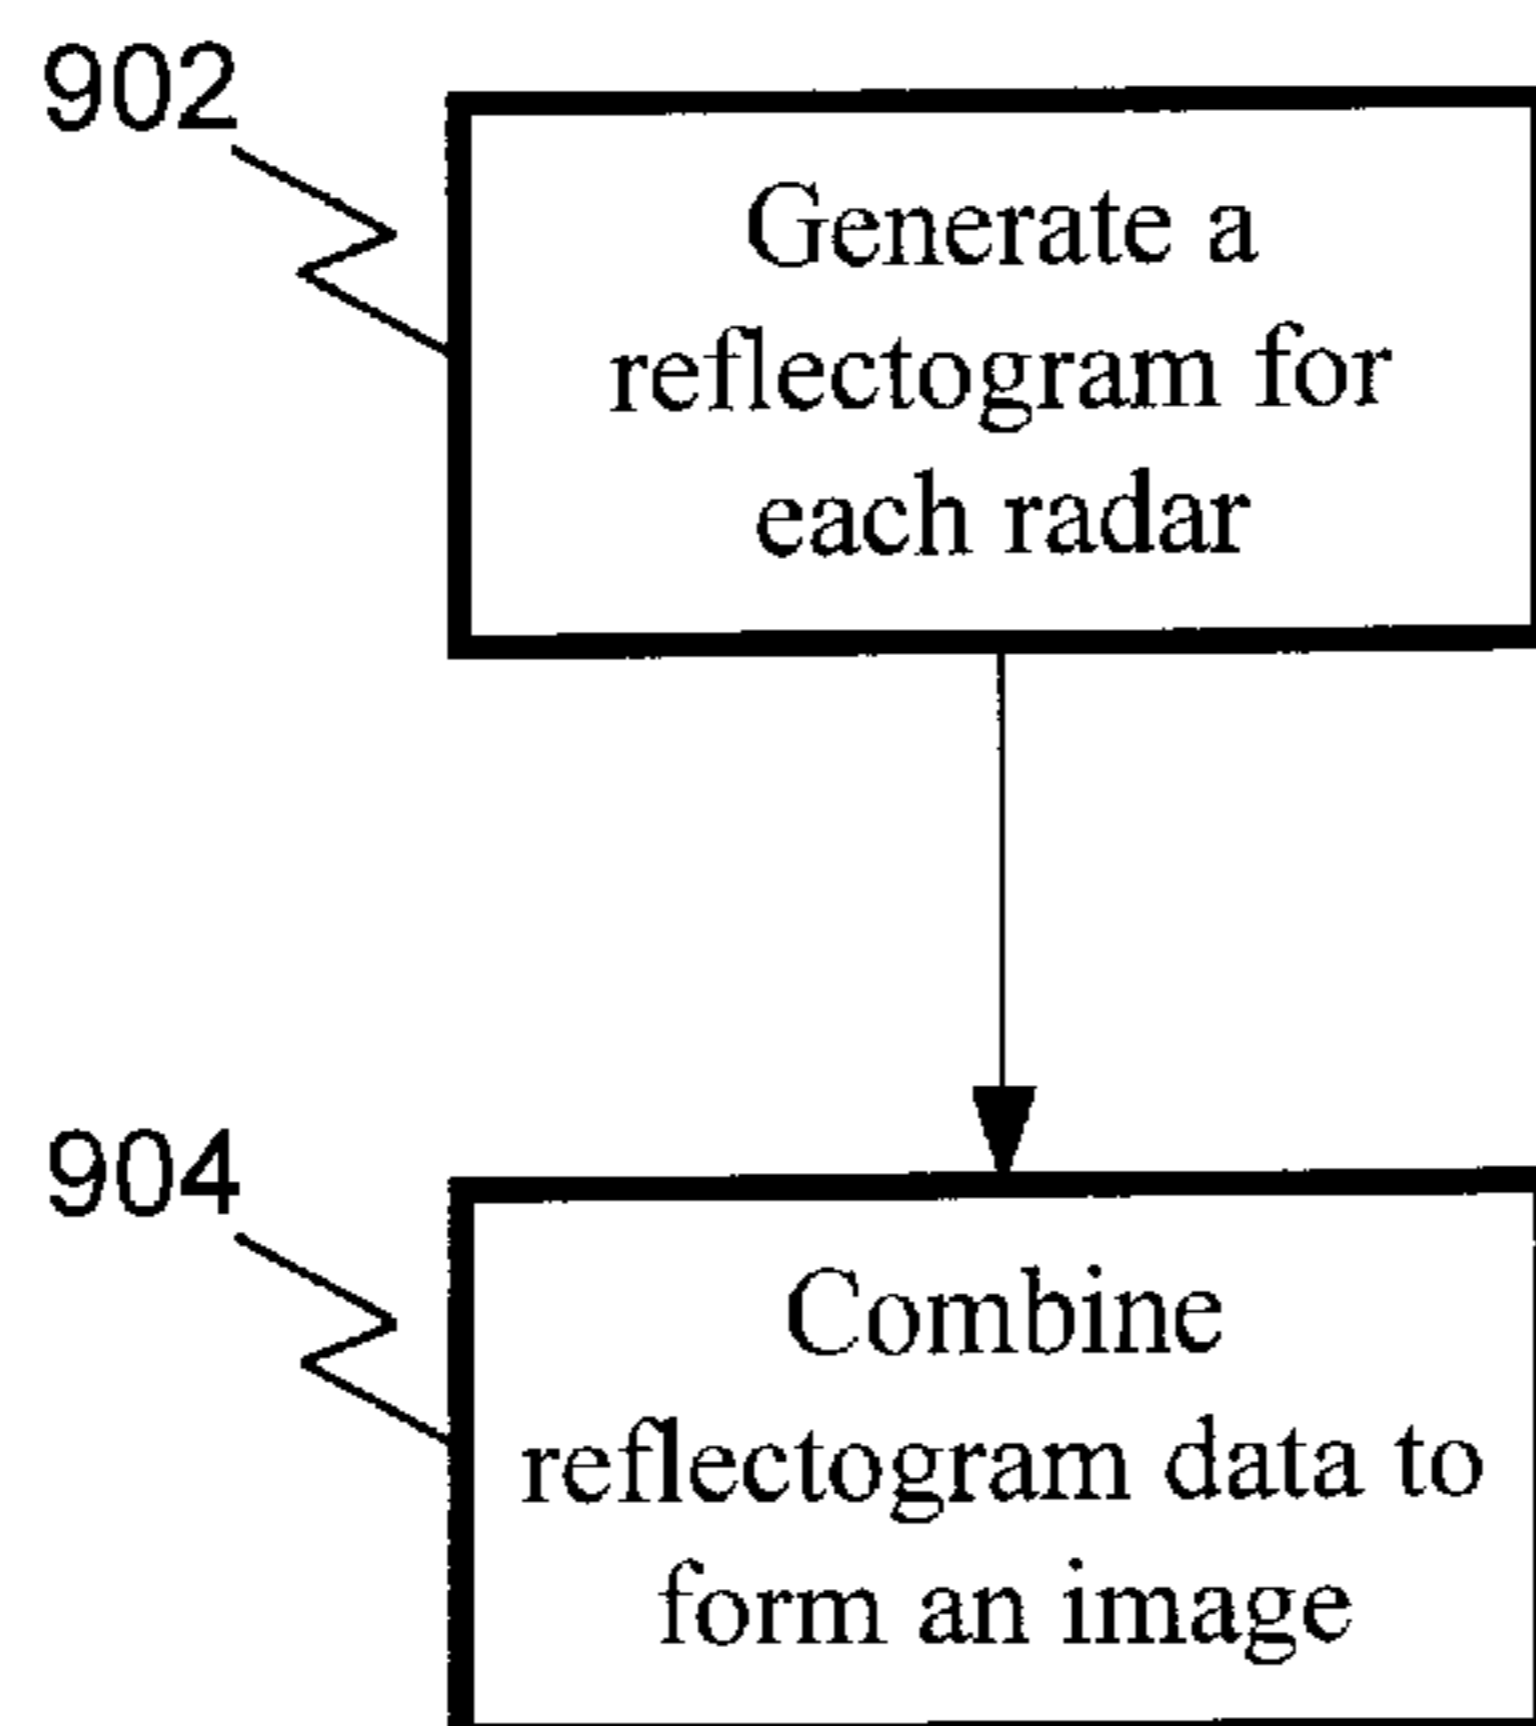 902
Generate a
reflectogram for
each radar
904
Combine
reflectogram data to
form an image